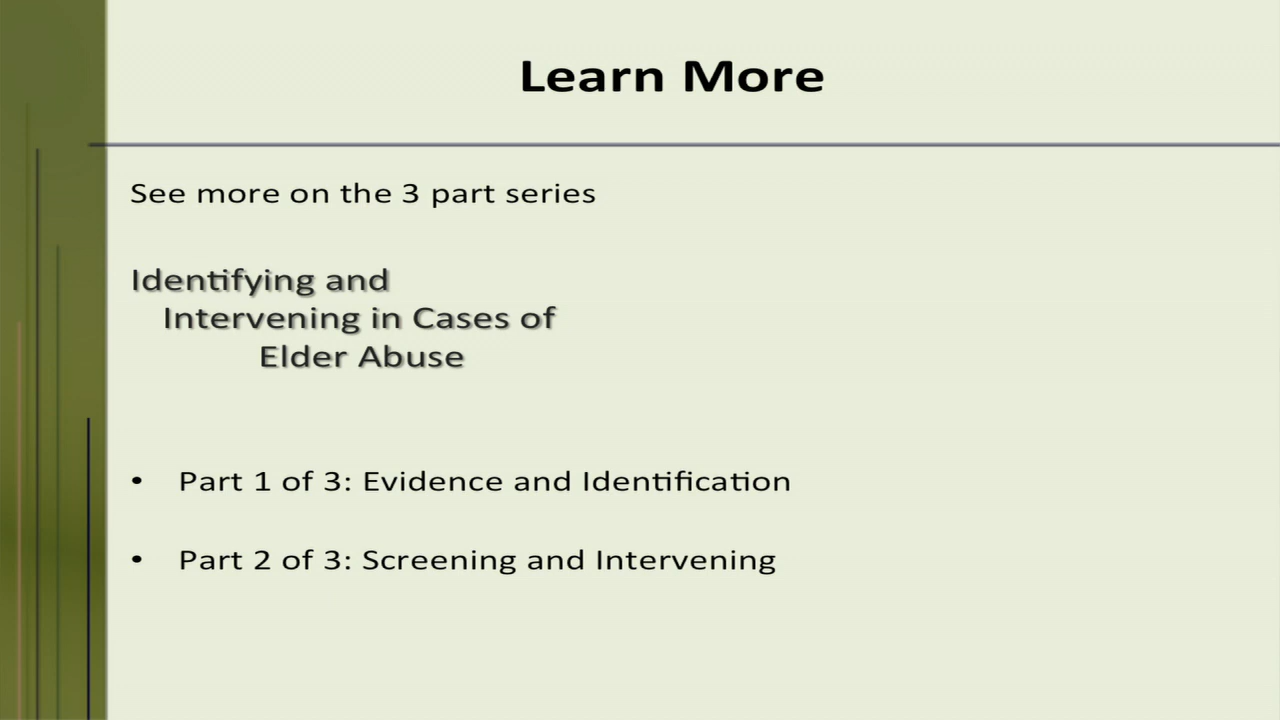 Learn More
See more on the 3 part series
Identifying and
Intervening in Cases of
Elder Abuse
• Part 1 of 3: Evidence and Identification
• Part 2 of 3: Screening and Intervening